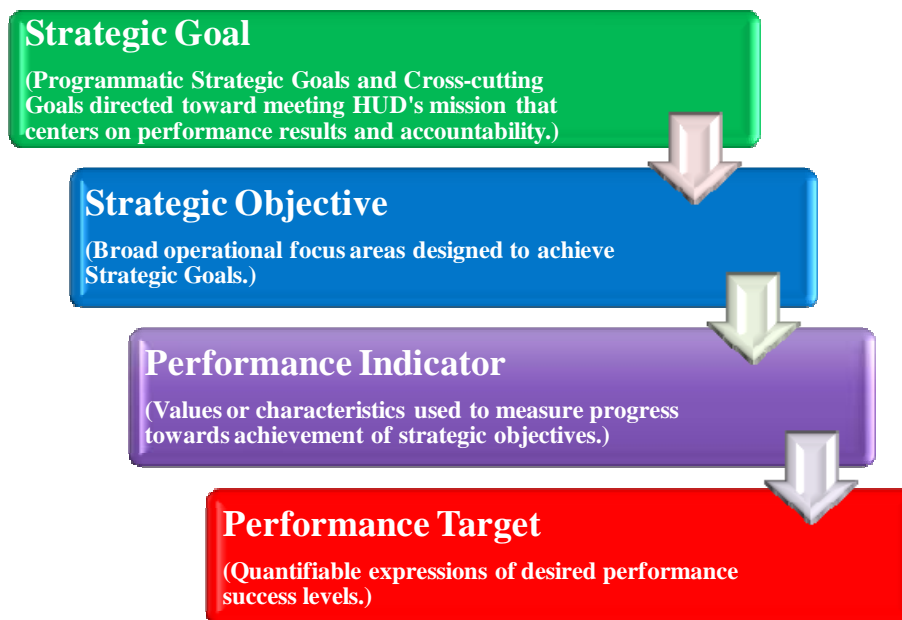 Strategic Goal
(Programmatic Strategic Goals and Cross-cutting
Goals directed toward meeting HUD's mission that
centers on performance results and accountability.)
Strategic Objective
(Broad operational focus areas designed to achieve
Strategic Goals.)
Performance Indicator
(Values or characteristics used to measure progress
towards achievement of strategic objectives.)
Performance Target
(Quantifiable expressions of desired performance
success levels.)